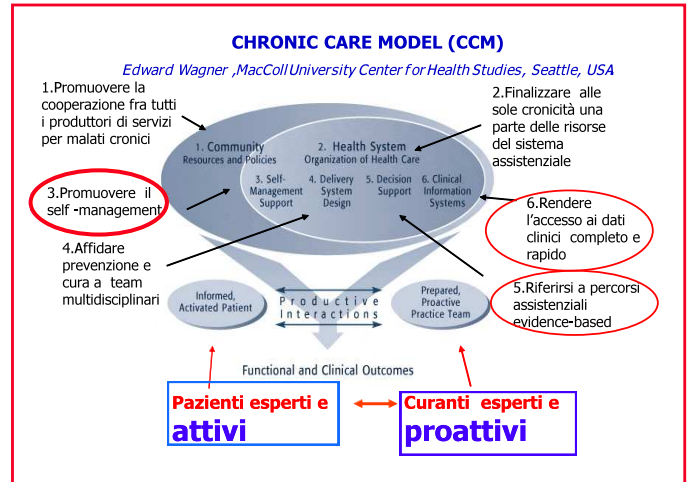 CHRONIC CARE MODEL (CCM)
Edward Wagner ,MacColl University Center for Health Studies, Seattle, USA
1.Promuovere la
cooperazione fra tutti
i produttori di servizi
per malati cronici
2.Finalizzare alle
sole cronicità una
parte delle risorse
del sistema
assistenziale
1. Community
Resources and Policies
2. Health System
Organization of Health Care
3. Self-
Management
Support
4. Delivery
System
Design
5. Decision
Support
6. Clinical
Information
Systems
3.Promuovere il
self -management
4.Affidare
prevenzione e
cura a team
multidisciplinari
6.Rendere
l'accesso ai dati
clinici completo e
rapido
5.Riferirsi a percorsi
assistenziali
evidence-based
Informed,
Activated Patient
Productive
Interactions
Prepared,
Proactive
Practice Team
Functional and Clinical Outcomes
Pazienti esperti e
attivi
Curanti esperti e
proattivi